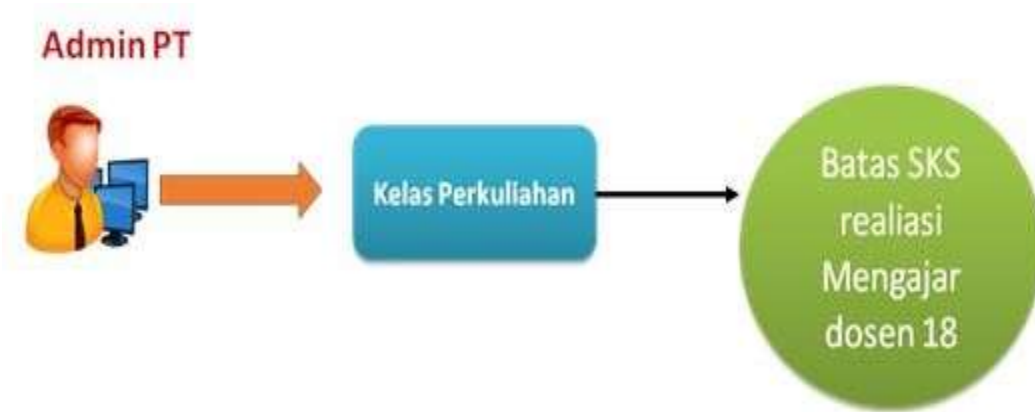 Admin PT
Kelas Perkuliahan
Batas SKS
realiasi
Mengajar
dosen 18